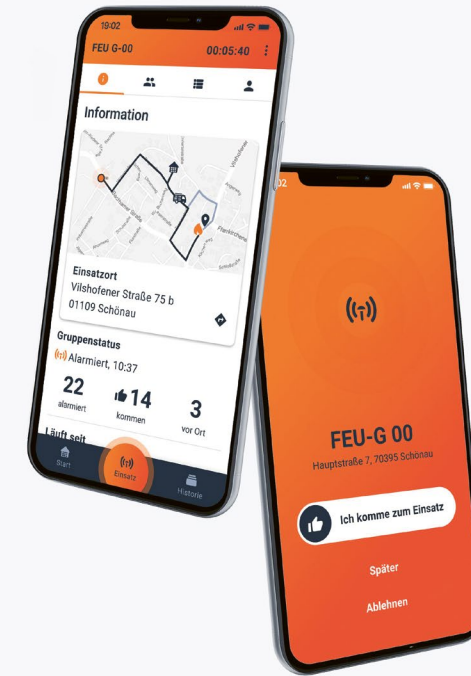 19:02
FEU G-00
00:05:40
Information
Vilshofener
Einsatzort
Vilshofener Straße 75 b
01109 Schönau
Gruppenstatus
Alarmiert, 10:37
22
alarmiert
14
kommen
3
vor Ort
Läuft seit
Start
Einsatz
Historie
02
FEU-G 00
Hauptstraße 7, 70395 Schönau
Ich komme zum Einsatz
Später
Ablehnen